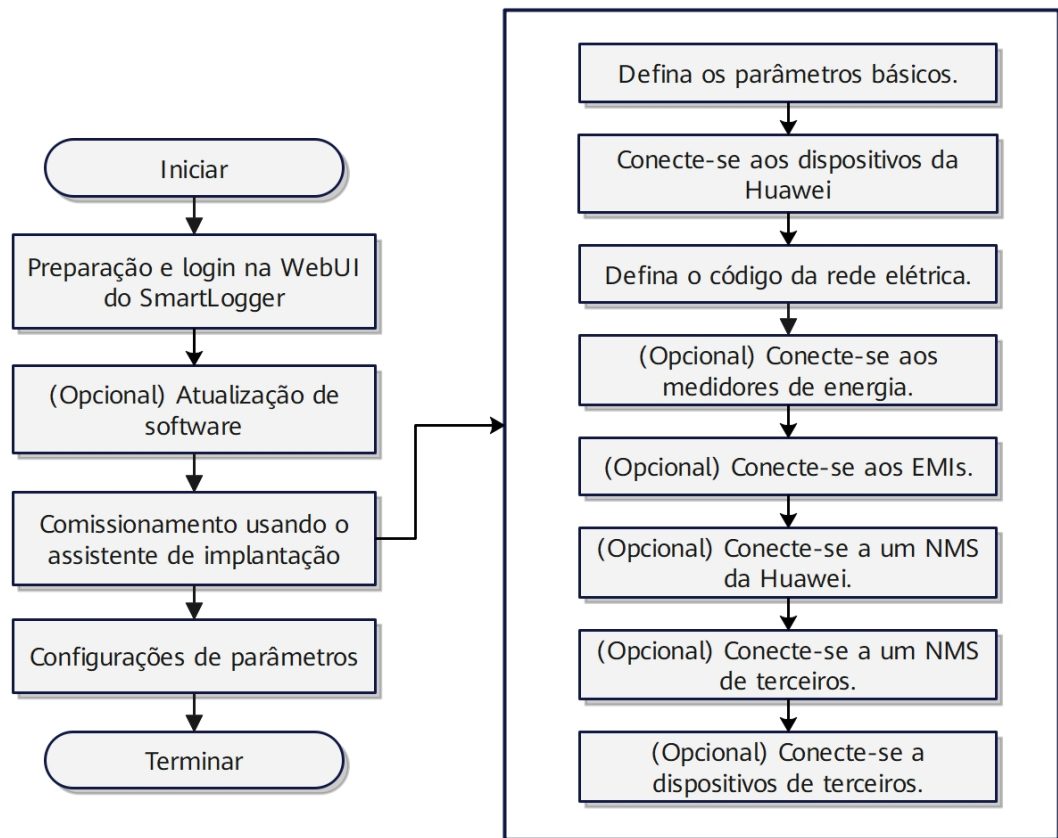 Iniciar
Preparação e login na WebUI
do SmartLogger
(Opcional) Atualização de
software
Comissionamento usando o
assistente de implantação
Configurações de parâmetros
Terminar
Defina os parâmetros básicos.
Conecte-se aos dispositivos da
Huawei
Defina o código da rede elétrica.
(Opcional) Conecte-se aos
medidores de energia.
(Opcional) Conecte-se aos EMIs.
(Opcional) Conecte-se a um NMS
da Huawei.
(Opcional) Conecte-se a um NMS
de terceiros.
(Opcional) Conecte-se a
dispositivos de terceiros.